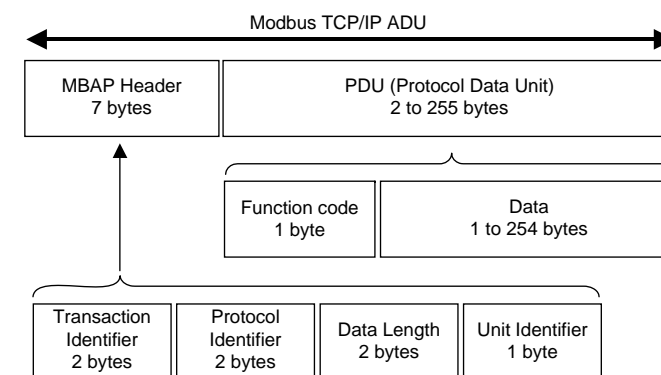 Modbus TCP/IP ADU
MBAP Header
7 bytes
PDU (Protocol Data Unit)
2 to 255 bytes
Function code
1 byte
Data
1 to 254 bytes
Transaction
Identifier
2 bytes
Protocol
Identifier
2 bytes
Data Length
2 bytes
Unit Identifier
1 byte